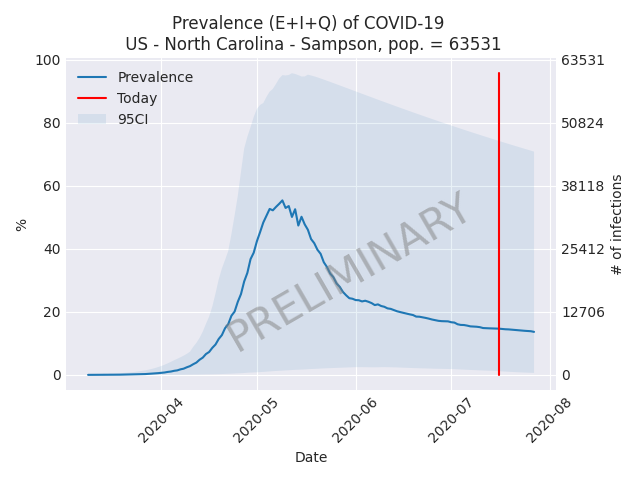 Prevalence (E+I+Q) of COVID-19
US - North Carolina - Sampson, pop. = 63531
Prevalence
Today
95CI
100
80
60
40
20
0
%
63531
50824
38118
25412
12706
0
# of infections
PRELIMINARY
2020-04
2020-05
2020-06
2020-07
2020-08
Date